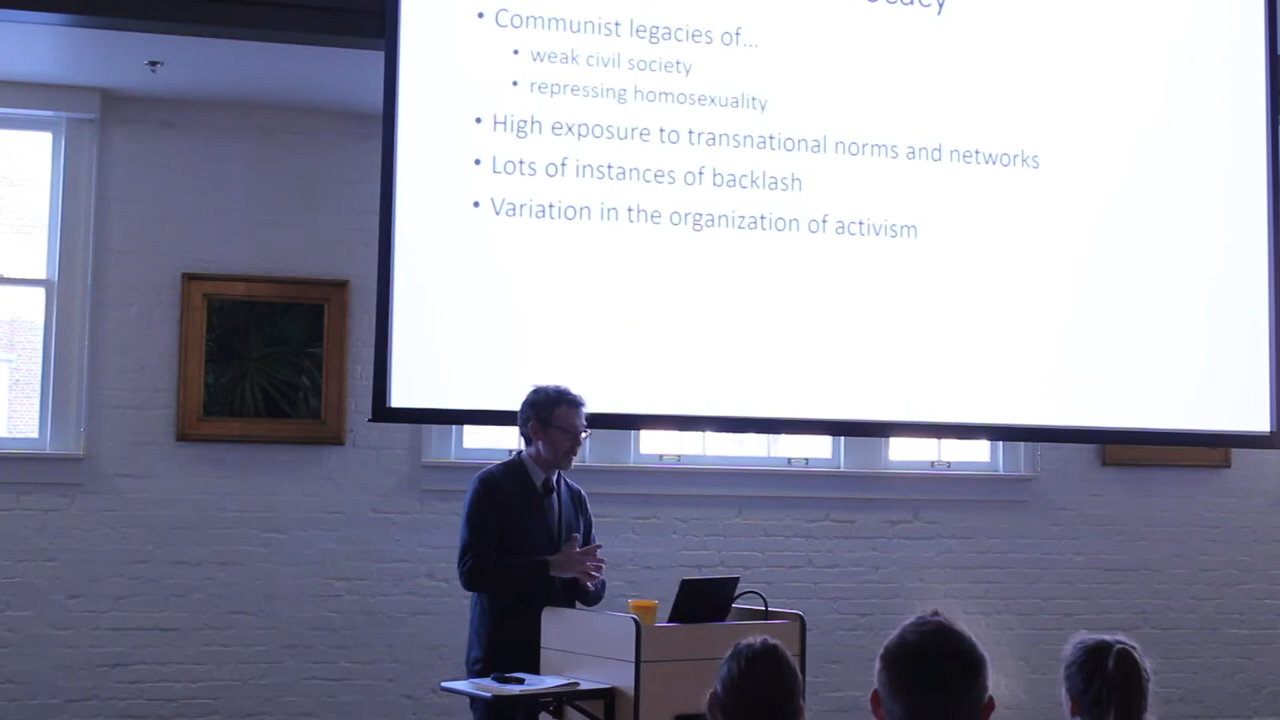 • Communist legacies of...
• weak civil society
• repressing homosexuality
• High exposure to transnational norms and networks
• Lots of instances of backlash
• Variation in the organization of activism